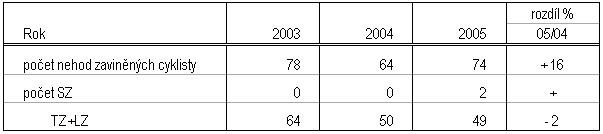 rozdíl %
Rok 2003 2004 2005 05/04
počet nehod zaviněných cyklisty 78 64 74 +16
počet SZ 0 0 2 +
TZ+LZ 64 50 49 -2